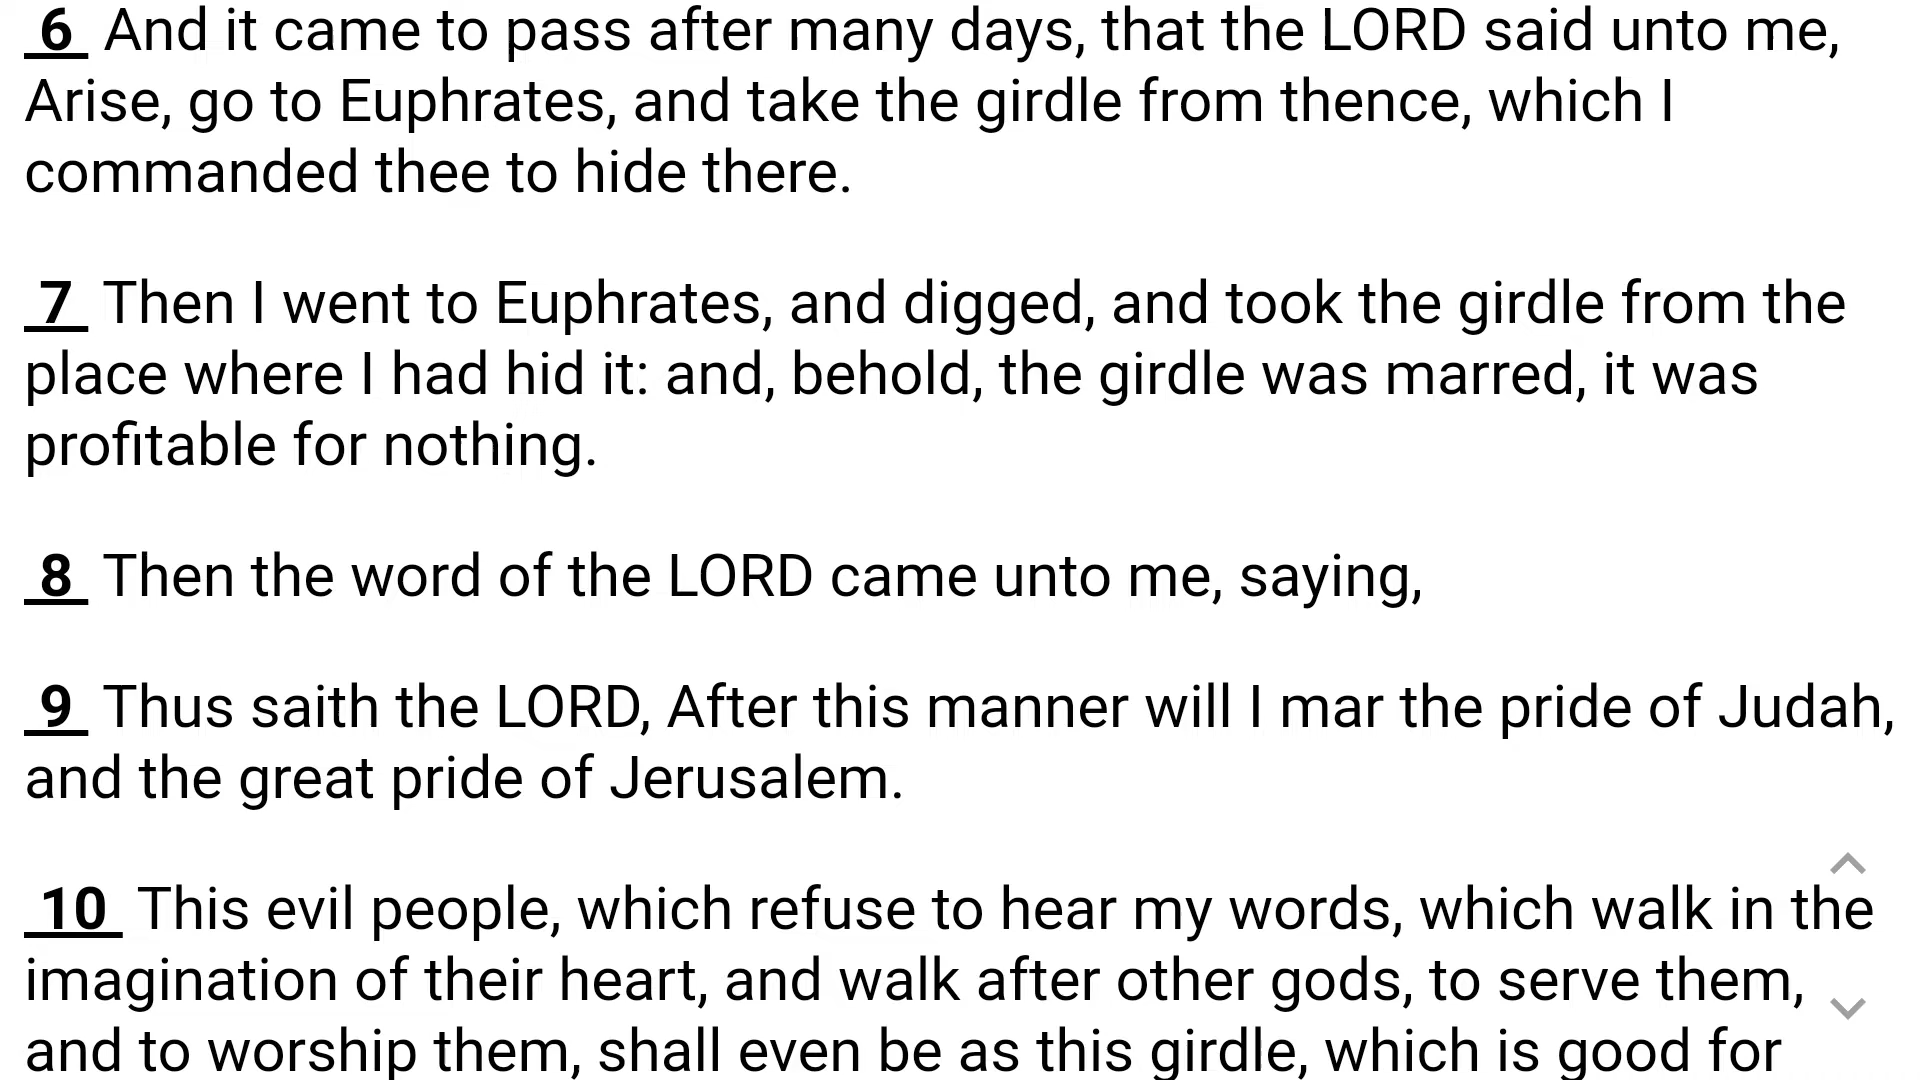 6 And it came to pass after many days, that the LORD said unto me,
Arise, go to Euphrates, and take the girdle from thence, which I
commanded thee to hide there.
7 Then I went to Euphrates, and digged, and took the girdle from the
place where I had hid it: and, behold, the girdle was marred, it was
profitable for nothing.
8 Then the word of the LORD came unto me, saying,
9 Thus saith the LORD, After this manner will I mar the pride of Judah,
and the great pride of Jerusalem.
10 This evil people, which refuse to hear my words, which walk in the
imagination of their heart, and walk after other gods, to serve them,
and to worship them, shall even be as this girdle, which is good for